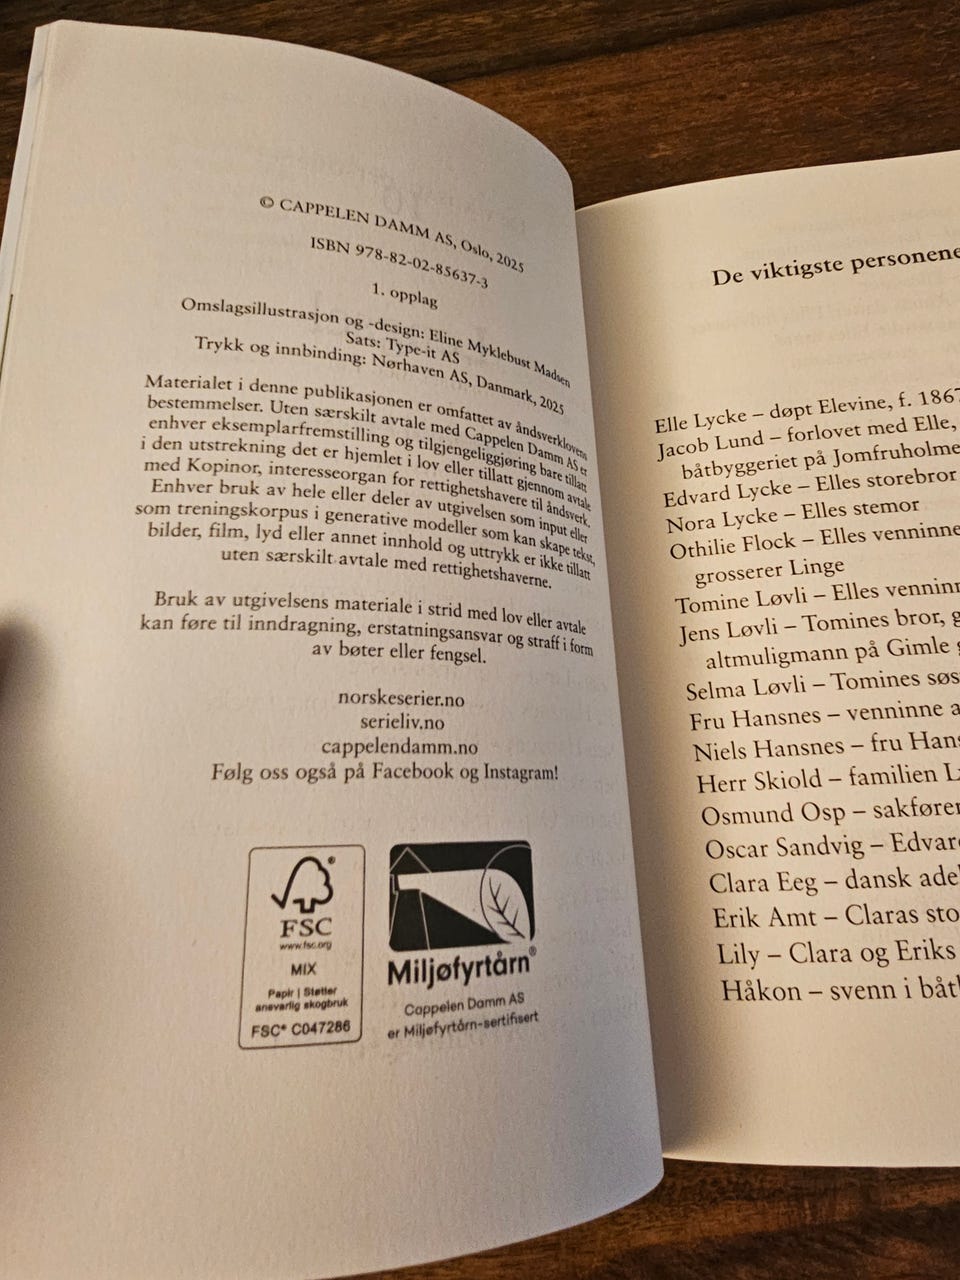 © CAPPELEN DAMM AS, Oslo, 2025
ISBN 978-82-02-85637-3
1. opplag
Omslagsillustrasjon og -design: Eline Myklebust Madsen
Sats: Type-it AS
Trykk og innbinding: Nørhaven AS, Danmark, 2025
Materialet i denne publikasjonen er omfattet av åndsverklovens
bestemmelser. Uten særskilt avtale med Cappelen Damm AS er
enhver eksemplarfremstilling og tilgjengeliggjøring bare tillatt
i den utstrekning det er hjemlet i lov eller tillatt gjennom avtale
med Kopinor, interesseorgan for rettighetshavere til åndsverk.
Enhver bruk av hele eller deler av utgivelsen som input eller
som treningskorpus i generative modeller som kan skape tekst,
bilder, film, lyd eller annet innhold og uttrykk er ikke tillatt
uten særskilt avtale med rettighetshaverne.
Bruk av utgivelsens materiale i strid med lov eller avtale
kan føre til inndragning, erstatningsansvar og straff i form
av bøter eller fengsel.
norskeserier.no
serieliv.no
cappelendamm.no
Følg oss også på Facebook og Instagram!
FSC
www.fsc.org
MIX
Papir | Støtter
ansvarlig skogbruk
FSC® C047286
Miljøfyrtårn®
Cappelen Damm AS
er Miljøfyrtårn-sertifisert
De viktigste personene
Elle Lycke – døpt Elevine, f. 1867
Jacob Lund – forlovet med Elle,
båtbyggeriet på Jomfruholme
Edvard Lycke – Elles storebror
Nora Lycke – Elles stemor
Othilie Flock – Elles venninne
grosserer Linge
Tomine Løvli – Elles venninn
Jens Løvli – Tomines bror, g
altmuligmann på Gimle g
Selma Løvli – Tomines søs
Fru Hansnes – venninne a
Niels Hansnes – fru Hans
Herr Skiold – familien L
Osmund Osp – sakfører
Oscar Sandvig – Edvar
Clara Eeg – dansk ade
Erik Amt – Claras sto
Lily – Clara og Eriks
Håkon – svenn i båt